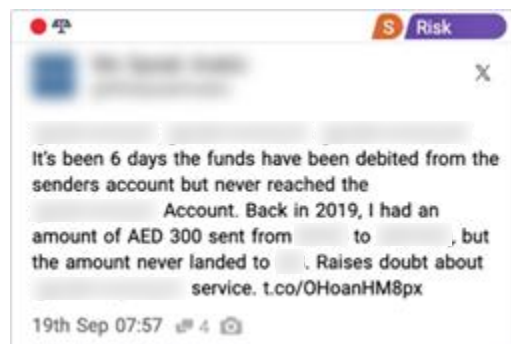 S Risk
It's been 6 days the funds have been debited from the
senders account but never reached the
Account. Back in 2019, I had an
amount of AED 300 sent from to , but
the amount never landed to . Raises doubt about
service. t.co/OHoanHM8px
19th Sep 07:57 4